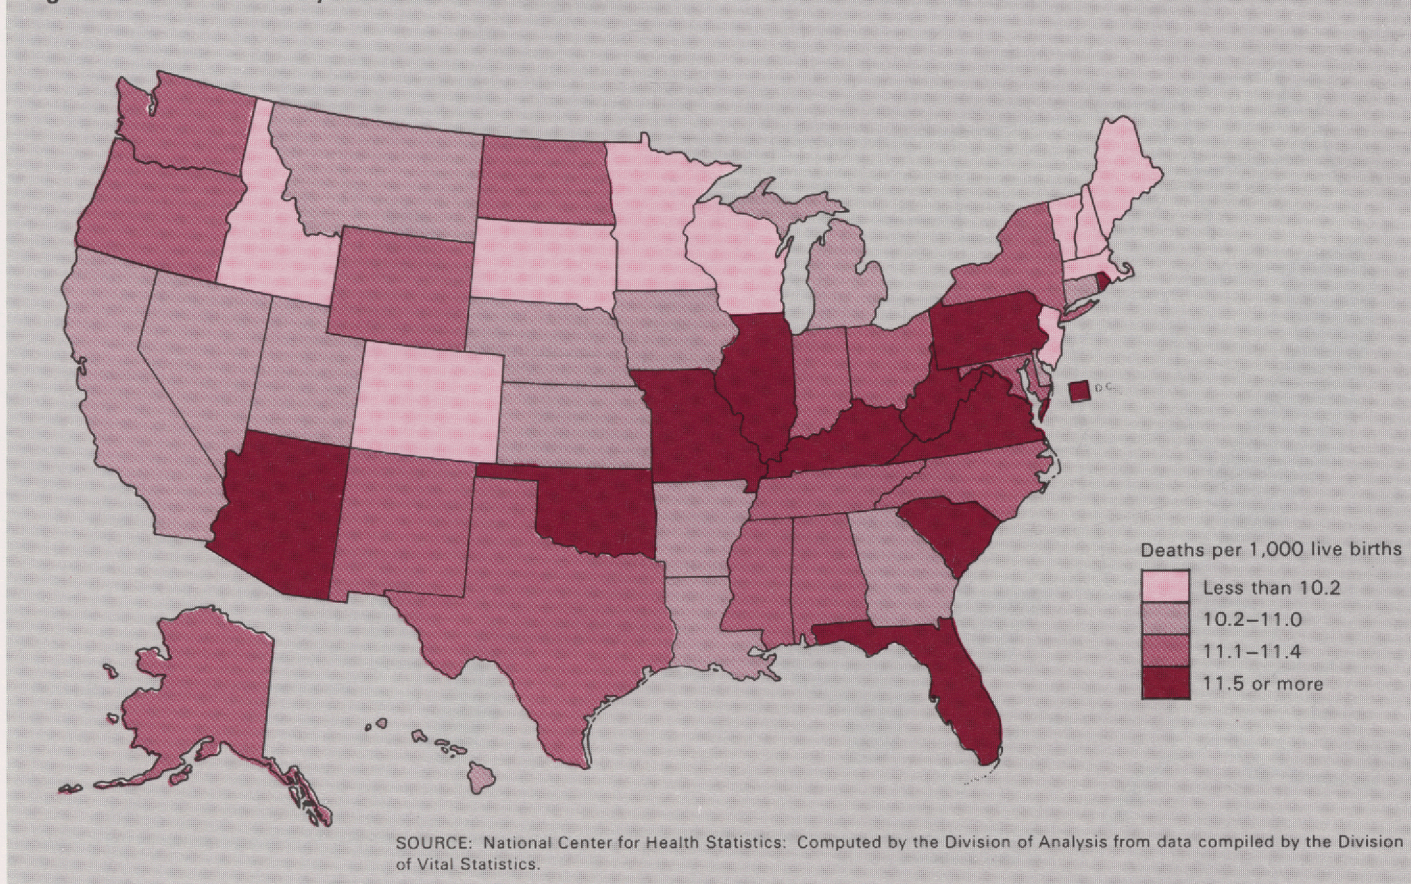 D.C.
Deaths per 1,000 live births
Less than 10.2
10.2–11.0
11.1–11.4
11.5 or more
SOURCE: National Center for Health Statistics: Computed by the Division of Analysis from data compiled by the Division
of Vital Statistics.